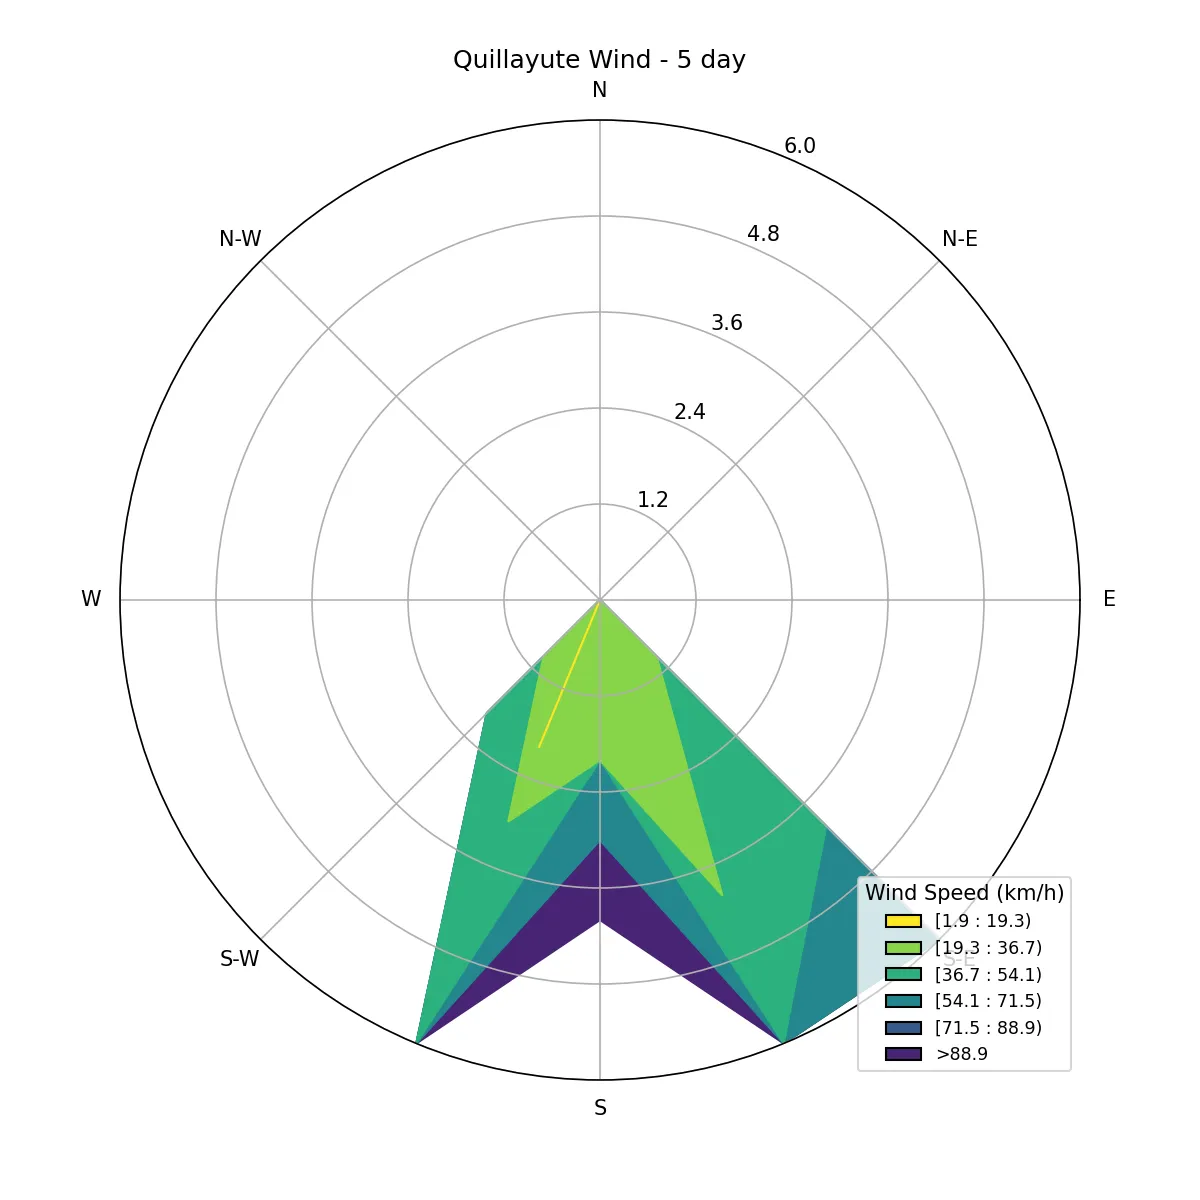 Quillayute Wind - 5 day
N
6.0
N-W
N-E
4.8
3.6
2.4
1.2
W
E
S-W
S-E
Wind Speed (km/h)
[1.9 : 19.3)
[19.3 : 36.7)
[36.7 : 54.1)
[54.1 : 71.5)
[71.5 : 88.9)
>88.9
S